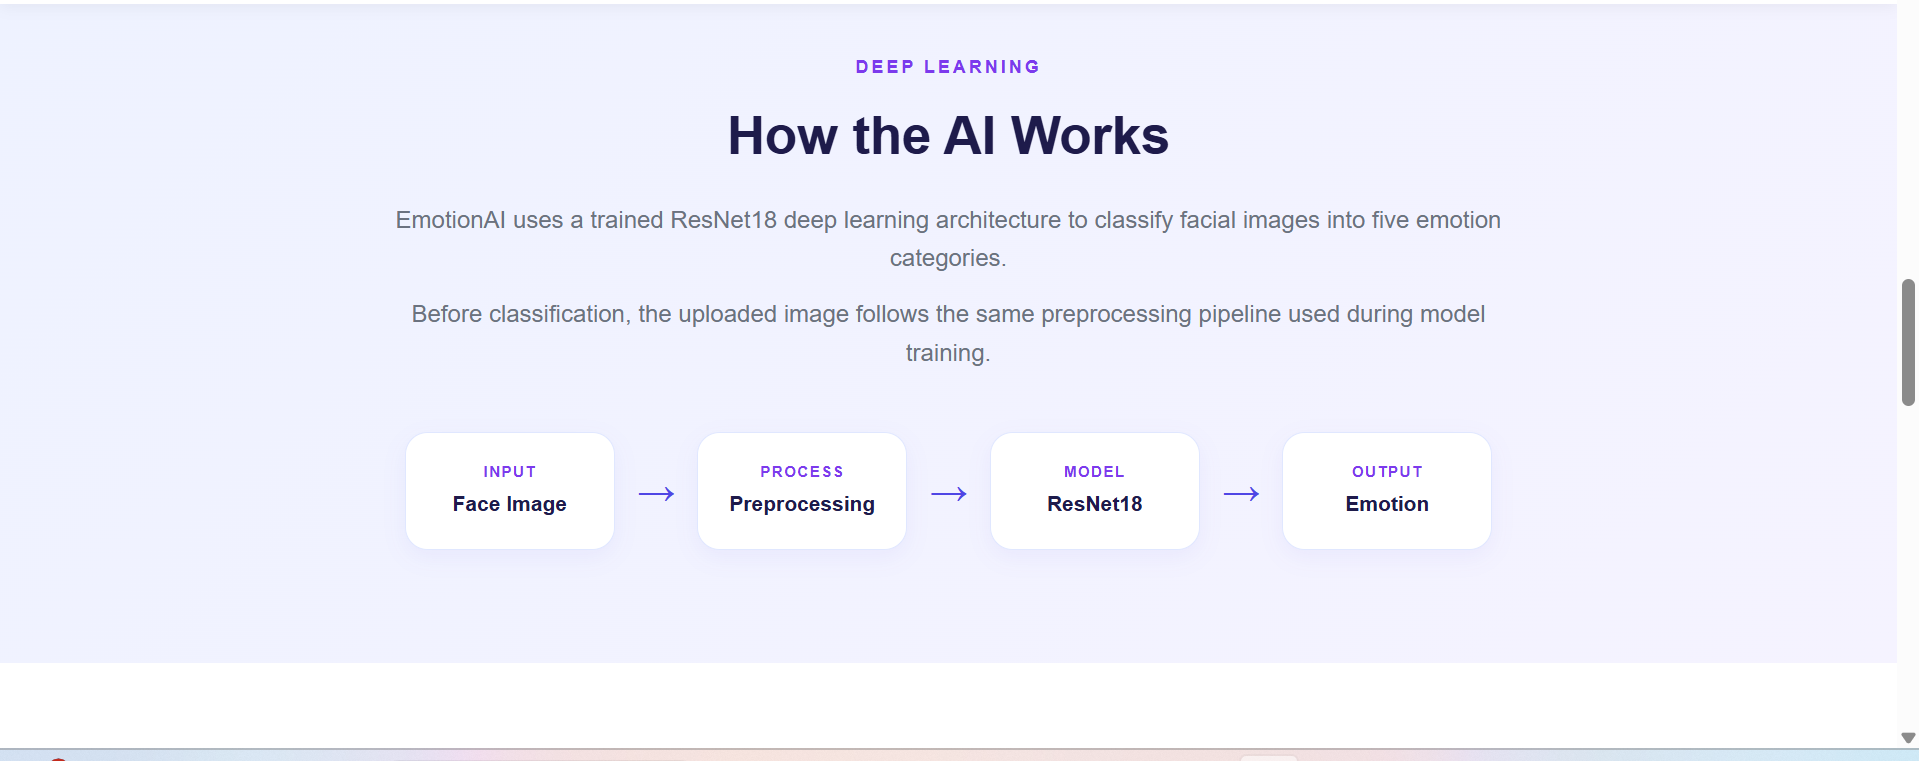 DEEP LEARNING
How the AI Works
EmotionAI uses a trained ResNet18 deep learning architecture to classify facial images into five emotion
categories.
Before classification, the uploaded image follows the same preprocessing pipeline used during model
training.
INPUT
Face Image
→
PROCESS
Preprocessing
→
MODEL
ResNet18
→
OUTPUT
Emotion